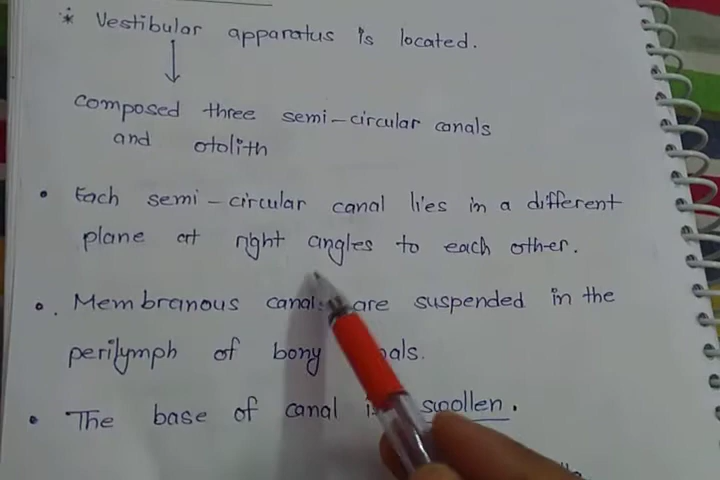 * Vestibular apparatus is located.
↓
composed three semi-circular canals
and otolith
• Each semi-circular canal lies in a different
plane at right angles to each other.
• Membranous canals are suspended in the
perilymph of bony
• The base of canal swollen.